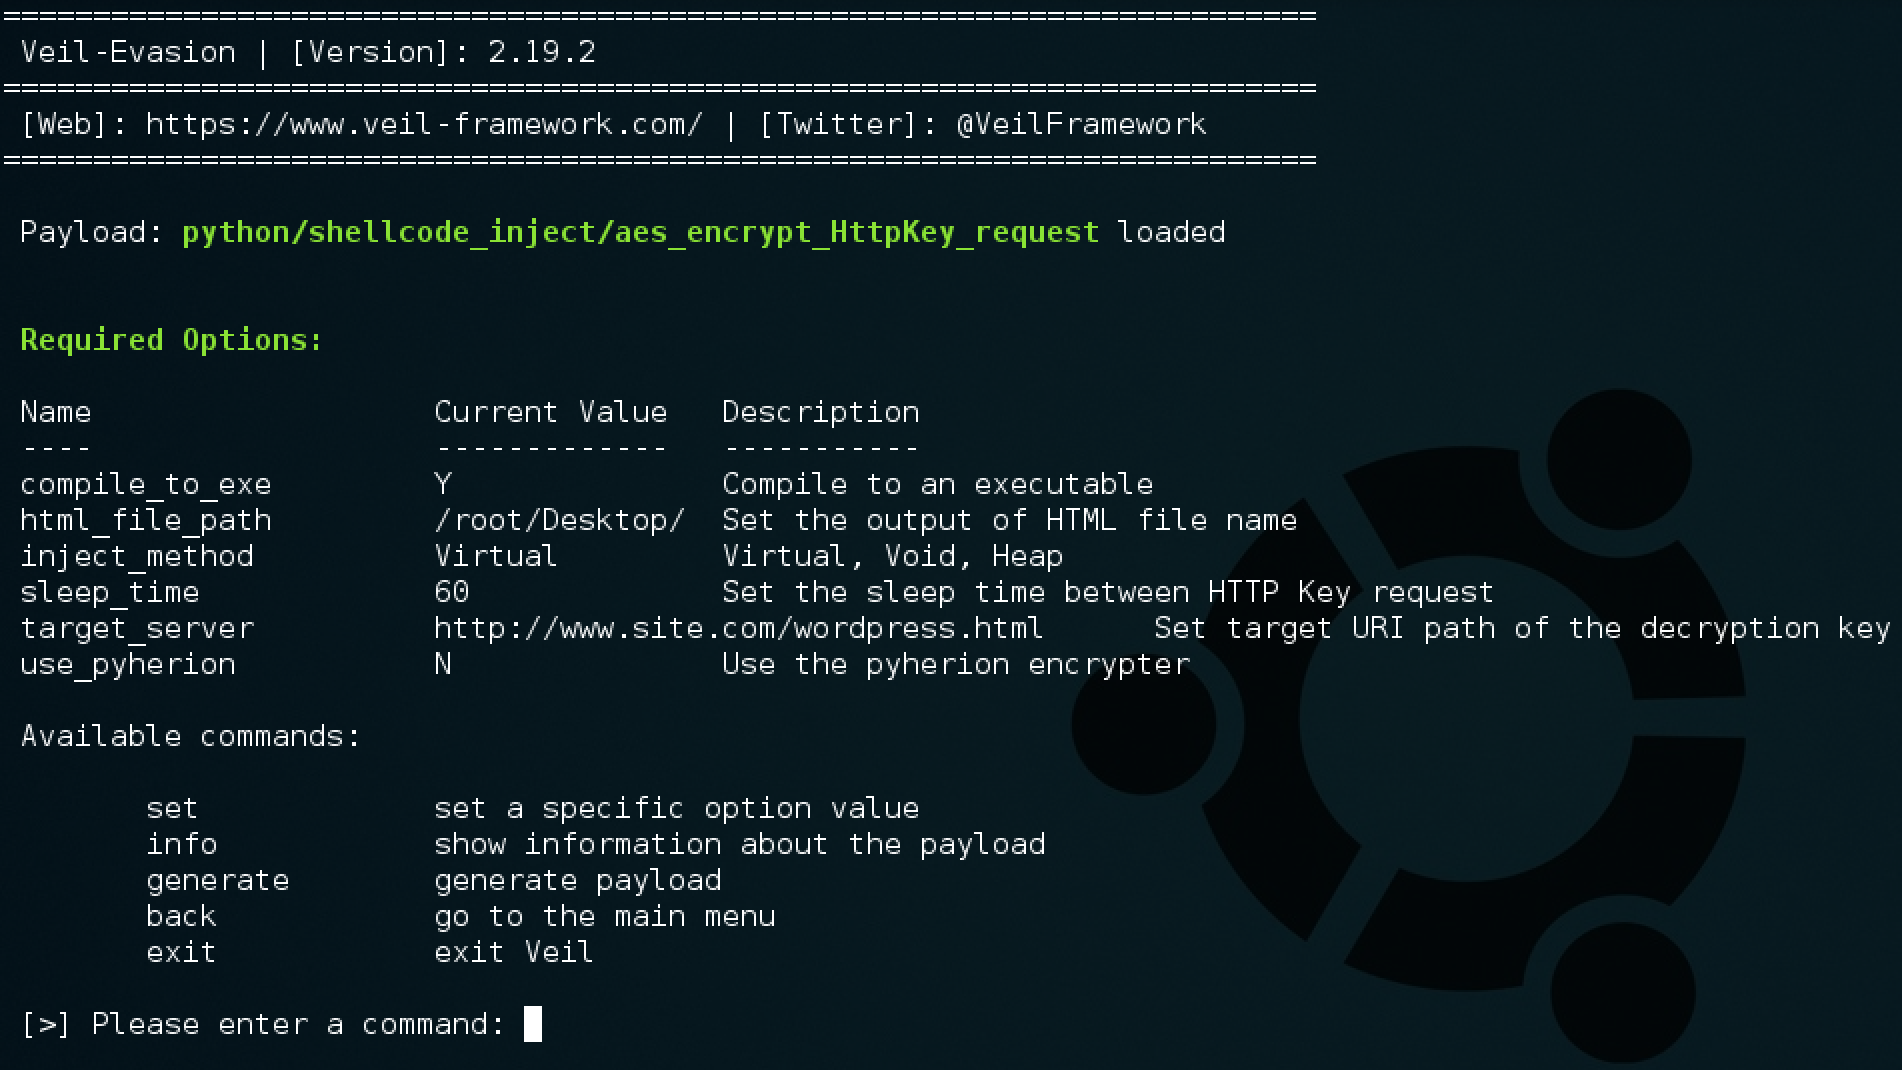 =========================================================================
Veil-Evasion | [Version]: 2.19.2
=========================================================================
[Web]: https://www.veil-framework.com/ | [Twitter]: @VeilFramework
=========================================================================
Payload: python/shellcode_inject/aes_encrypt_HttpKey_request loaded
Required Options:
Name                   Current Value   Description
----                   -------------   -----------
compile_to_exe         Y               Compile to an executable
html_file_path         /root/Desktop/  Set the output of HTML file name
inject_method          Virtual         Virtual, Void, Heap
sleep_time             60              Set the sleep time between HTTP Key request
target_server          http://www.site.com/wordpress.html      Set target URI path of the decryption key
use_pyherion           N               Use the pyherion encrypter
Available commands:
set             set a specific option value
info            show information about the payload
generate        generate payload
back            go to the main menu
exit            exit Veil
[>] Please enter a command: